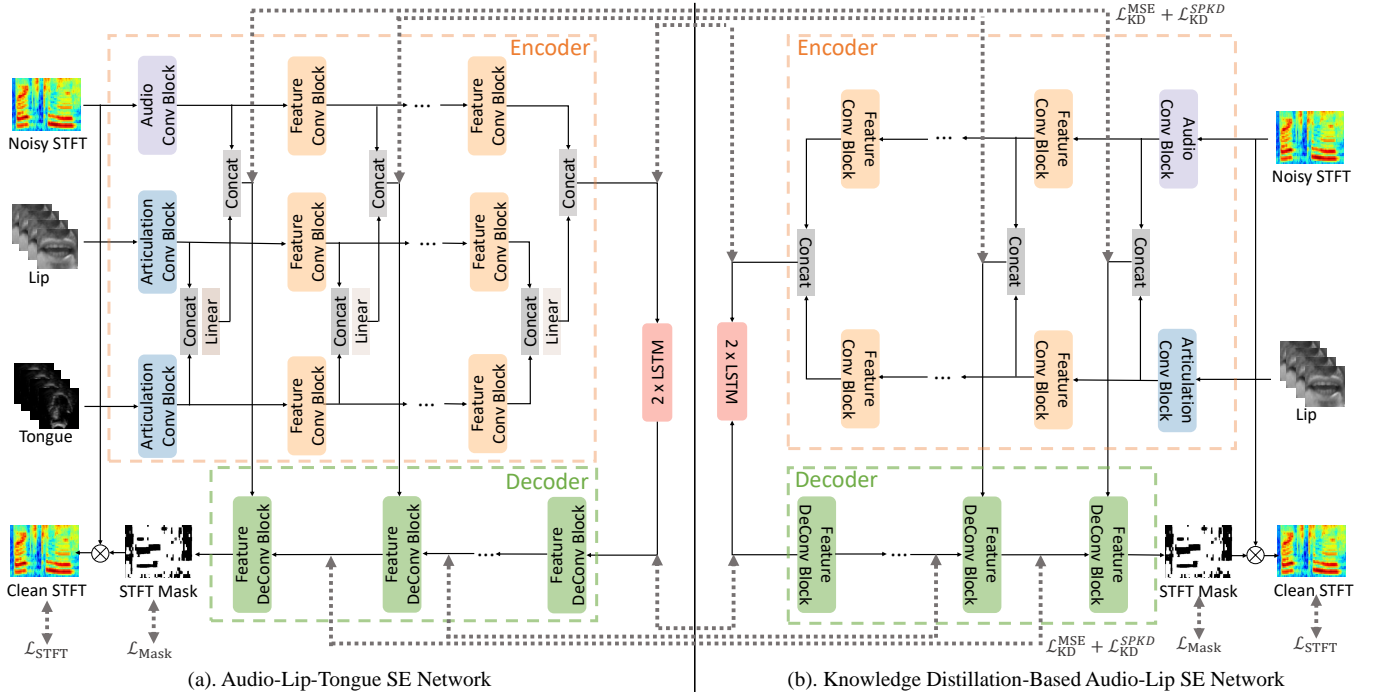 Encoder
Audio
Conv Block
Feature
Conv Block
...
Feature
Conv Block
Noisy STFT
Concat
Concat
Concat
Articulation
Conv Block
Feature
Conv Block
...
Feature
Conv Block
Lip
Concat
Linear
Concat
Linear
Concat
Linear
Articulation
Conv Block
Feature
Conv Block
...
Feature
Conv Block
Tongue
2 x LSTM
Decoder
Feature
DeConv Block
Feature
DeConv Block
...
Feature
DeConv Block
Clean STFT
STFT Mask
ℒ_STFT
ℒ_Mask
(a). Audio-Lip-Tongue SE Network
ℒ_KD^MSE + ℒ_KD^SPKD
Encoder
Feature
Conv Block
...
Feature
Conv Block
Audio
Conv Block
Noisy STFT
Concat
Concat
Concat
2 x LSTM
Feature
Conv Block
...
Feature
Conv Block
Articulation
Conv Block
Lip
Decoder
Feature
DeConv Block
...
Feature
DeConv Block
Feature
DeConv Block
STFT Mask
Clean STFT
ℒ_KD^MSE + ℒ_KD^SPKD
ℒ_Mask
ℒ_STFT
(b). Knowledge Distillation-Based Audio-Lip SE Network